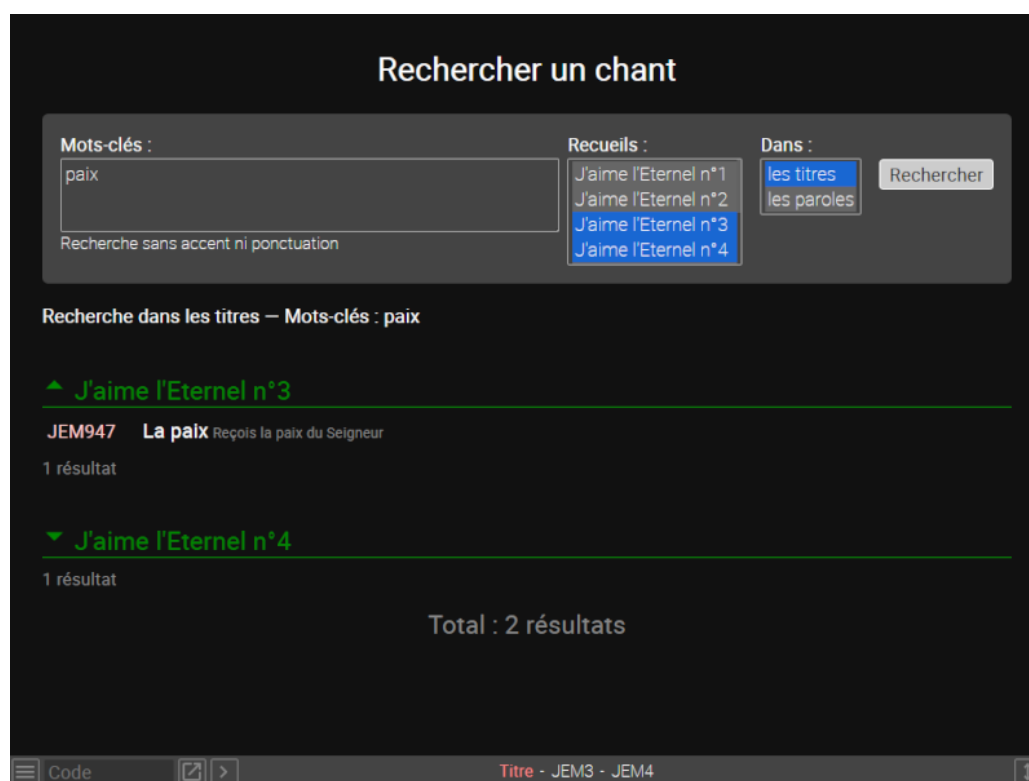 Rechercher un chant
Mots-clés :
Recueils :
Dans :
paix
J'aime l'Eternel n°1
J'aime l'Eternel n°2
J'aime l'Eternel n°3
J'aime l'Eternel n°4
les titres
les paroles
Rechercher
Recherche sans accent ni ponctuation
Recherche dans les titres — Mots-clés : paix
J'aime l'Eternel n°3
JEM947 La paix Reçois la paix du Seigneur
1 résultat
J'aime l'Eternel n°4
1 résultat
Total : 2 résultats
Code
Titre - JEM3 - JEM4